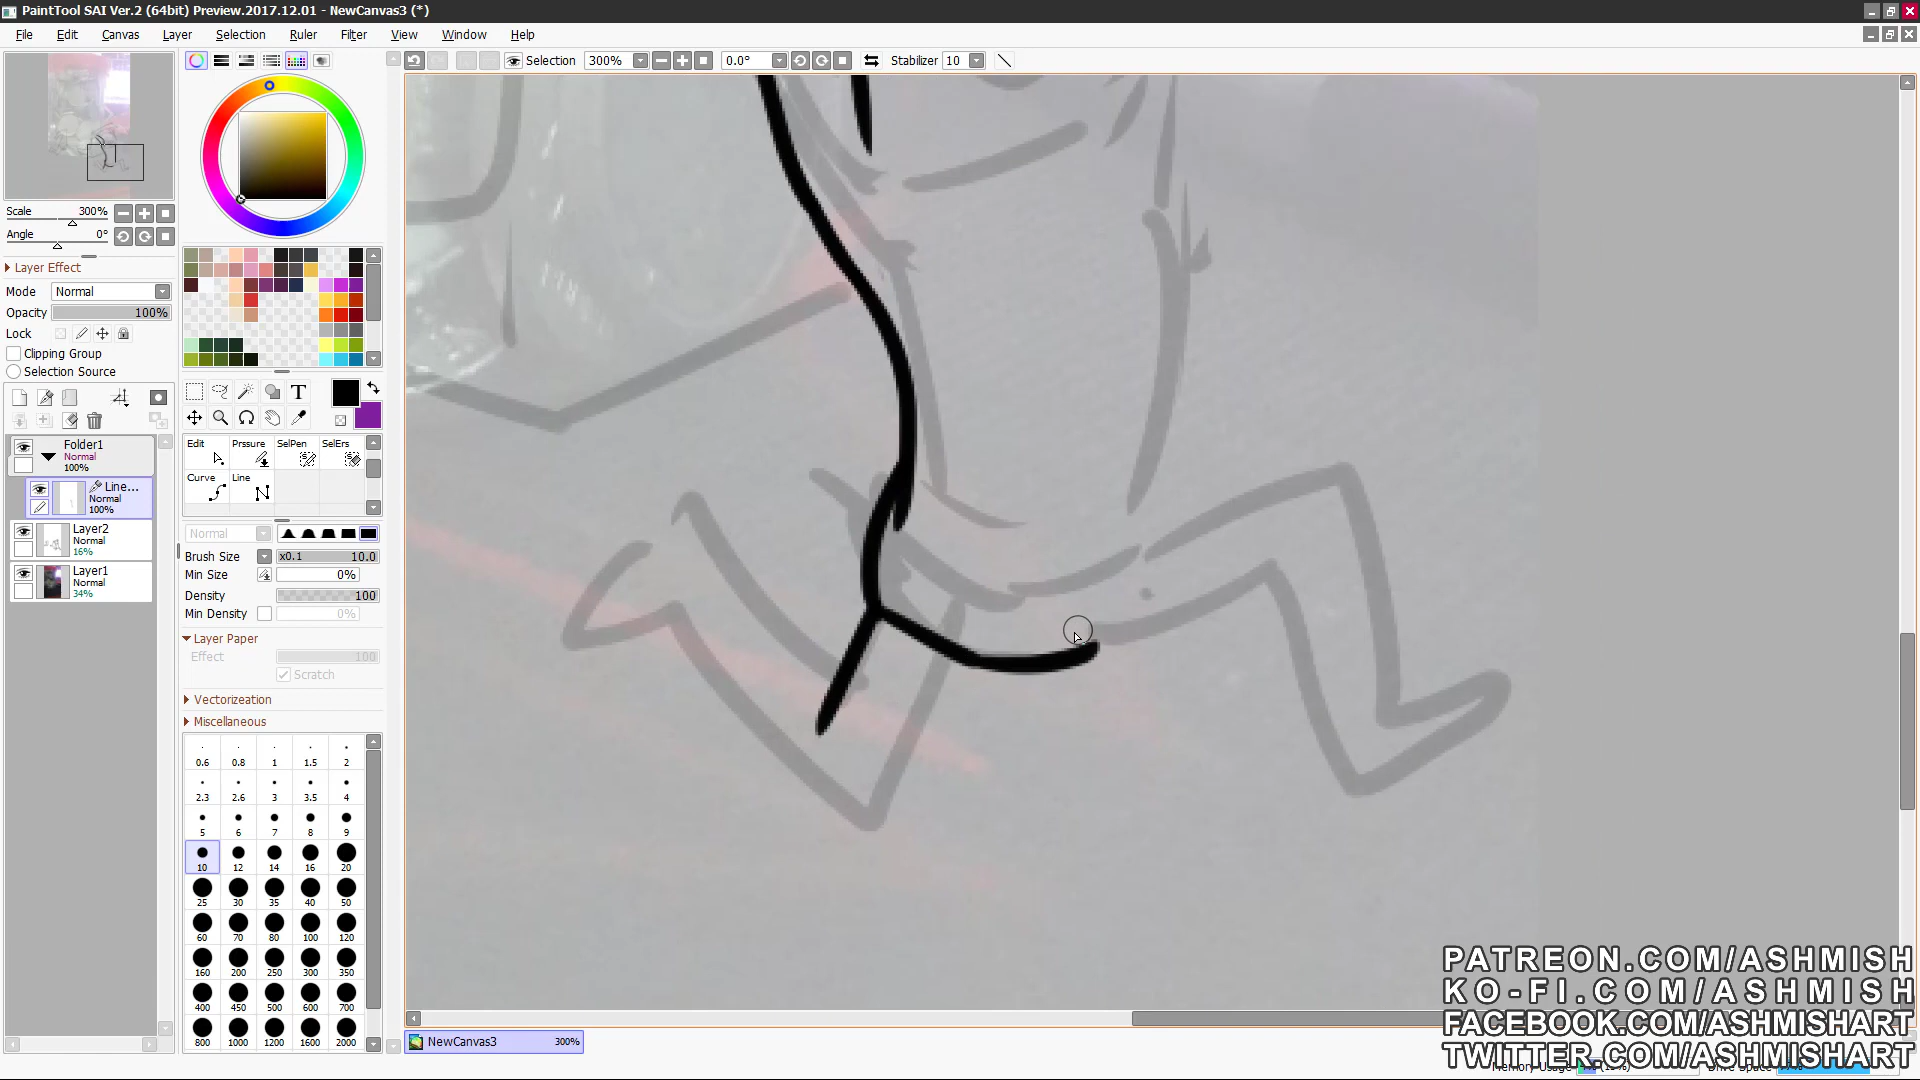 PaintTool SAI Ver.2 (64bit) Preview.2017.12.01 - NewCanvas3 (*)
File Edit Canvas Layer Selection Ruler Filter View Window Help
Selection 300% 0.0° Stabilizer 10
Scale 300%
Angle 0°
Layer Effect
Mode Normal
Opacity 100%
Lock
Clipping Group
Selection Source
Folder1
Normal
100%
Line...
Normal
100%
Layer2
Normal
16%
Layer1
Normal
34%
T
Edit Prssure SelPen SelErs
Curve Line
Normal
Brush Size x0.1 10.0
Min Size 0%
Density 100
Min Density 0%
Layer Paper
Effect 100
Scratch
Vectorization
Miscellaneous
0.6 0.8 1 1.5 2
2.3 2.6 3 3.5 4
5 6 7 8 9
10 12 14 16 20
25 30 35 40 50
60 70 80 100 120
160 200 250 300 350
400 450 500 600 700
800 1000 1200 1600 2000
NewCanvas3 300%
PATREON.COM/ASHMISH
KO-FI.COM/ASHMISH
FACEBOOK.COM/ASHMISHART
TWITTER.COM/ASHMISHART